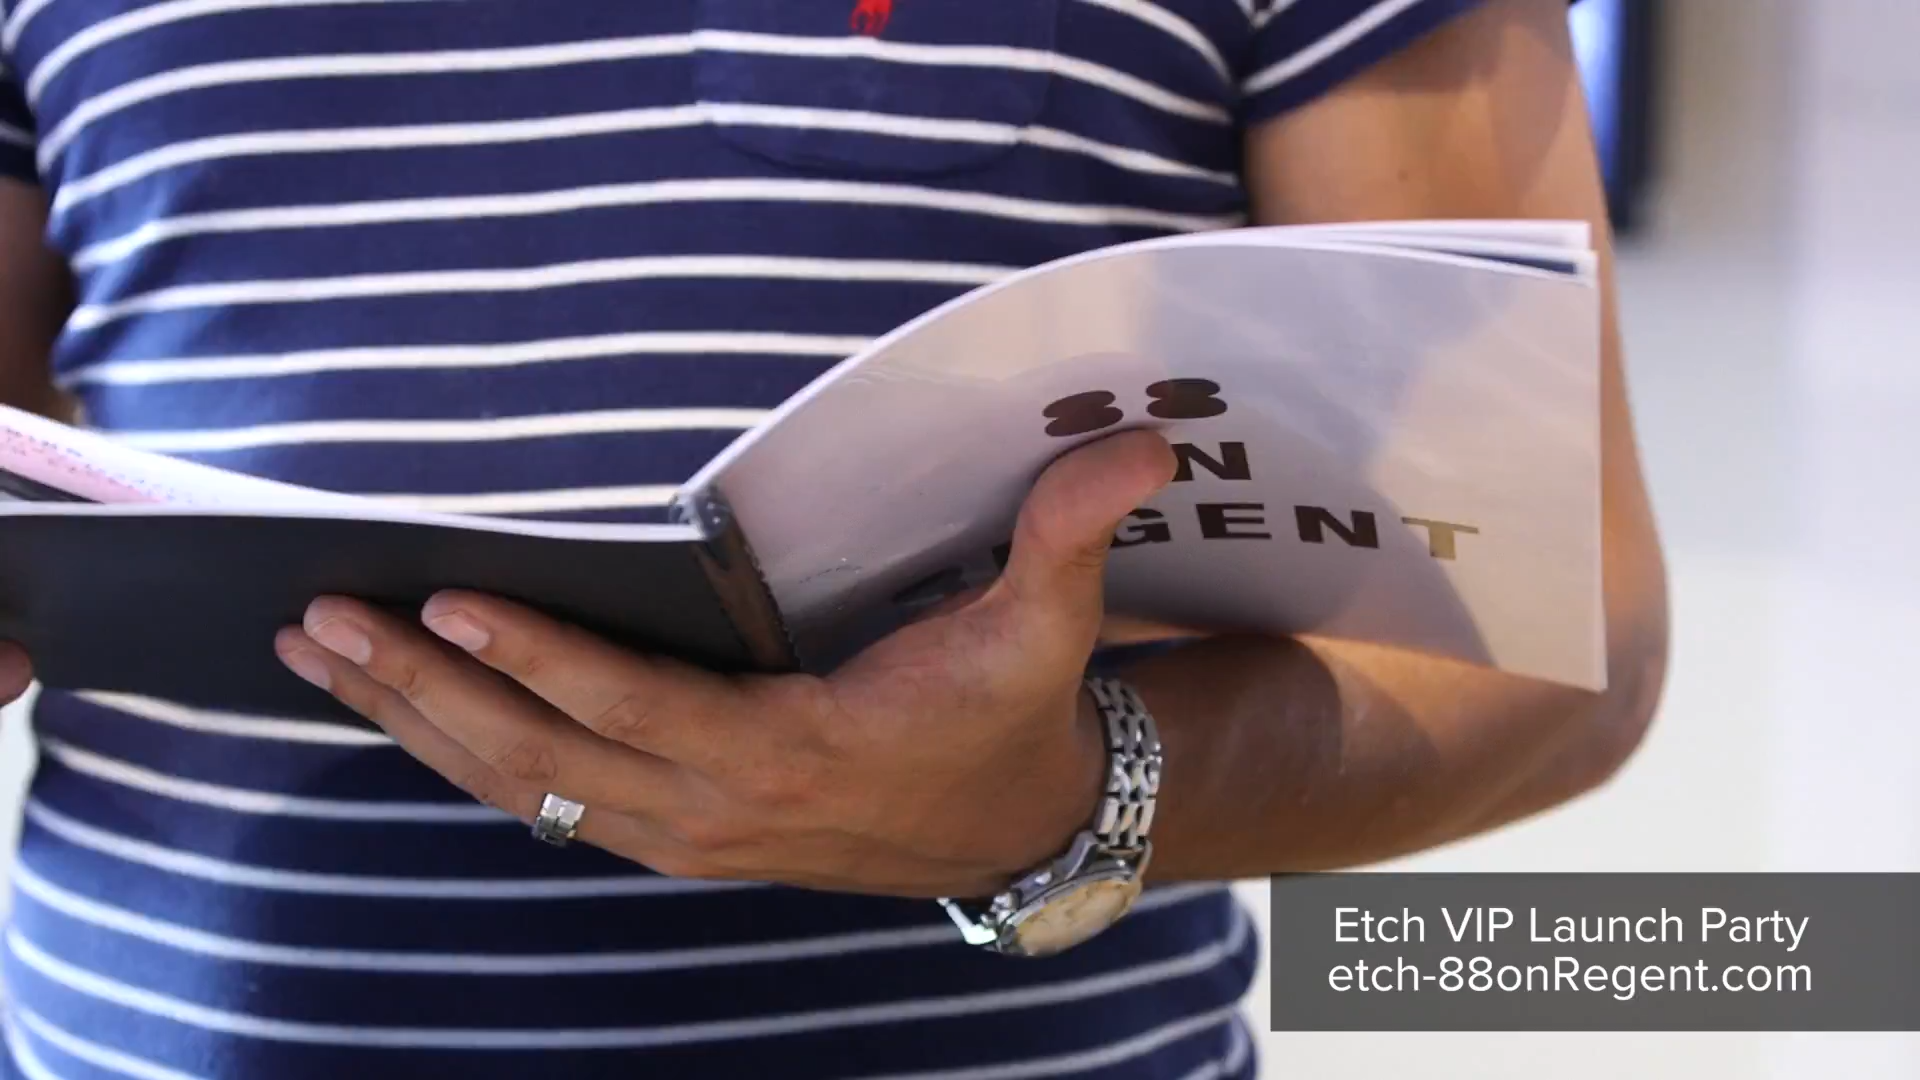 88
ON
REGENT
Etch VIP Launch Party
etch-88onRegent.com